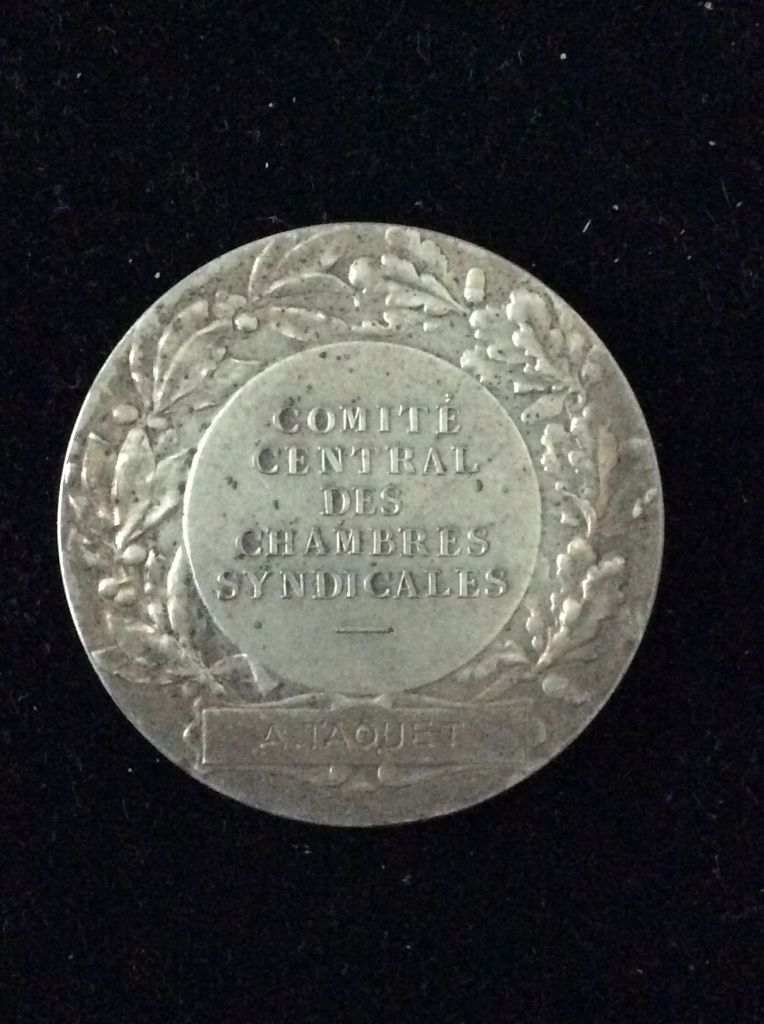 COMITÉ
CENTRAL
DES
CHAMBRES
SYNDICALES
A. TAQUET